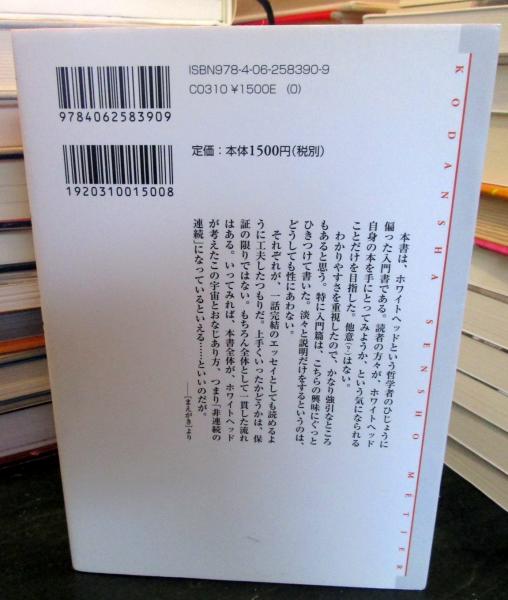 ISBN978-4-06-258390-9
C0310 ¥1500E (0)
9784062583909
定価：本体1500円(税別)
1920310015008
KODANSHA SENSHO MÉTIER
本書は、ホワイトヘッドという哲学者のひじょうに
偏った入門書である。読者の方々が、ホワイトヘッド
自身の本を手にとってみようか、という気になられる
ことだけを目指した。他意(?)はない。
わかりやすさを重視したので、かなり強引なところ
もあると思う。特に入門篇は、こちらの興味にぐっと
ひきつけて書いた。淡々と説明だけをするというのは、
どうしても性にあわない。
それぞれが、一話完結のエッセイとしても読めるよ
うに工夫したつもりだ。上手くいったかどうかは、保
証の限りではない。もちろん全体として一貫した流れ
はある。いってみれば、本書全体が、ホワイトヘッド
が考えたこの宇宙とおなじあり方、つまり「非連続の
連続」になっているといえる……といいのだが。
——「まえがき」より